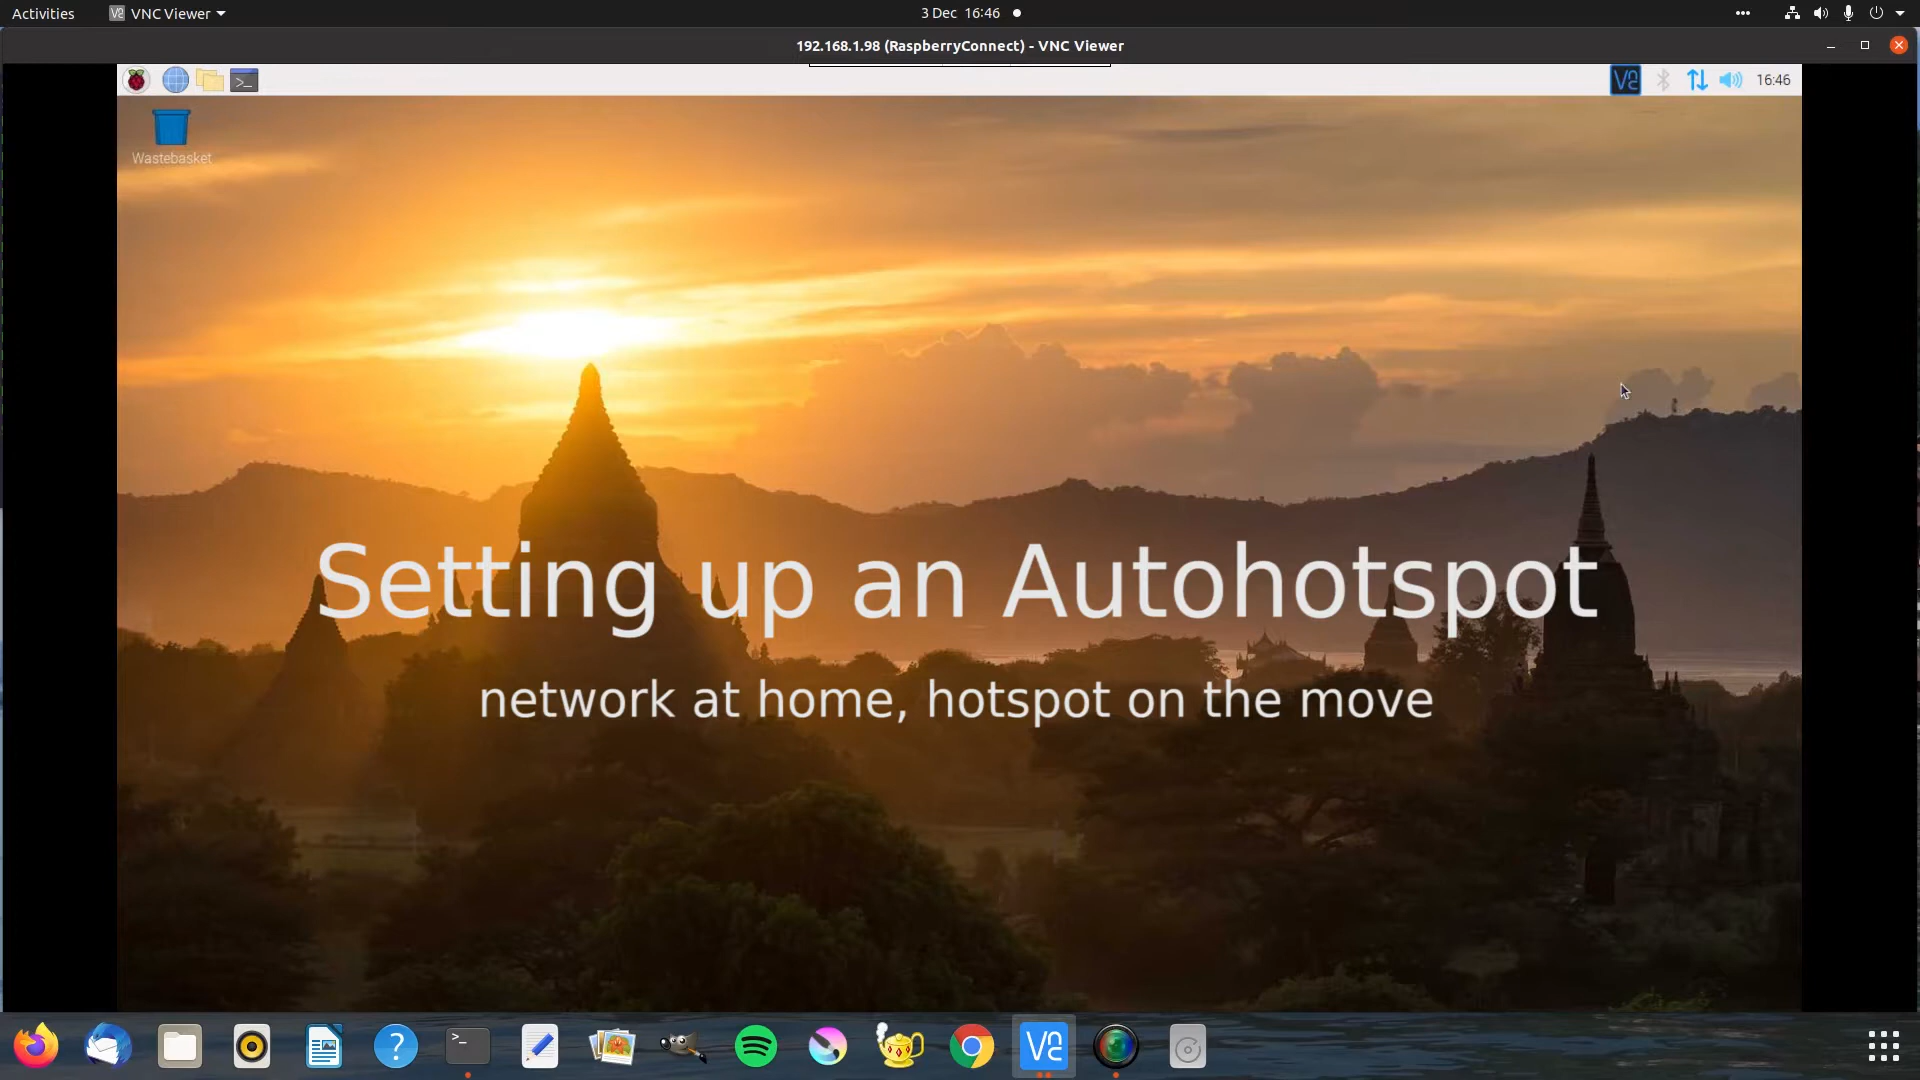 Activities
VNC Viewer
3 Dec 16:46
192.168.1.98 (RaspberryConnect) - VNC Viewer
16:46
Wastebasket
Setting up an Autohotspot
network at home, hotspot on the move